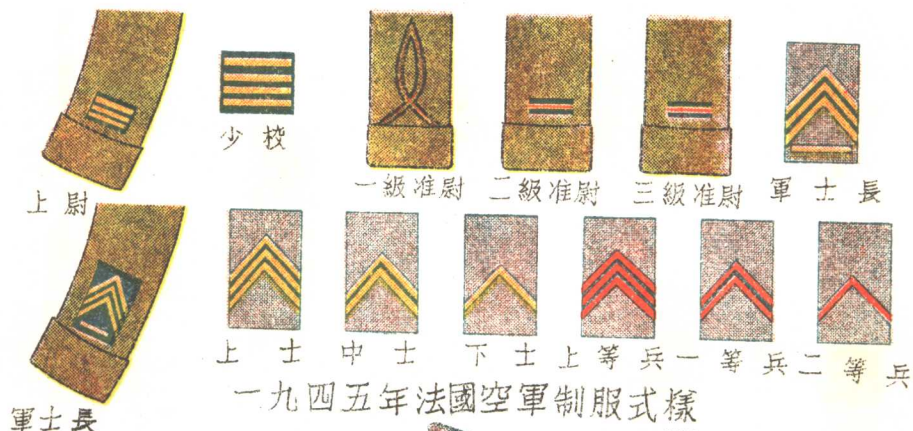 上尉
少校
一級准尉
二級准尉
三級准尉
軍士長
軍士長
上士
中士
下士
上等兵
一等兵
二等兵
一九四五年法國空軍制服式樣